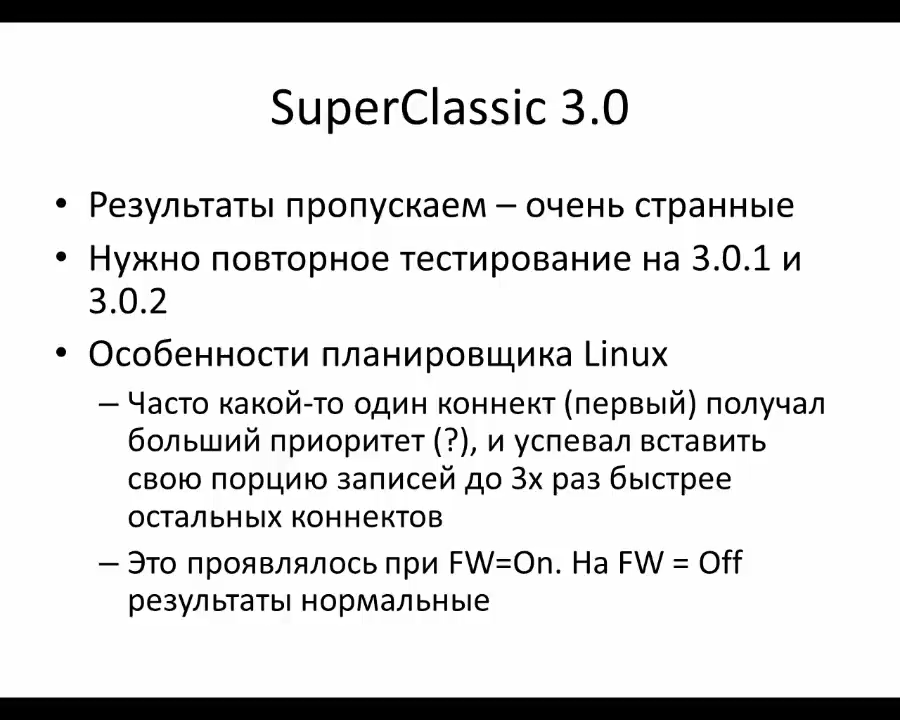 SuperClassic 3.0
• Результаты пропускаем – очень странные
• Нужно повторное тестирование на 3.0.1 и
3.0.2
• Особенности планировщика Linux
– Часто какой-то один коннект (первый) получал
больший приоритет (?), и успевал вставить
свою порцию записей до 3х раз быстрее
остальных коннектов
– Это проявлялось при FW=On. На FW = Off
результаты нормальные